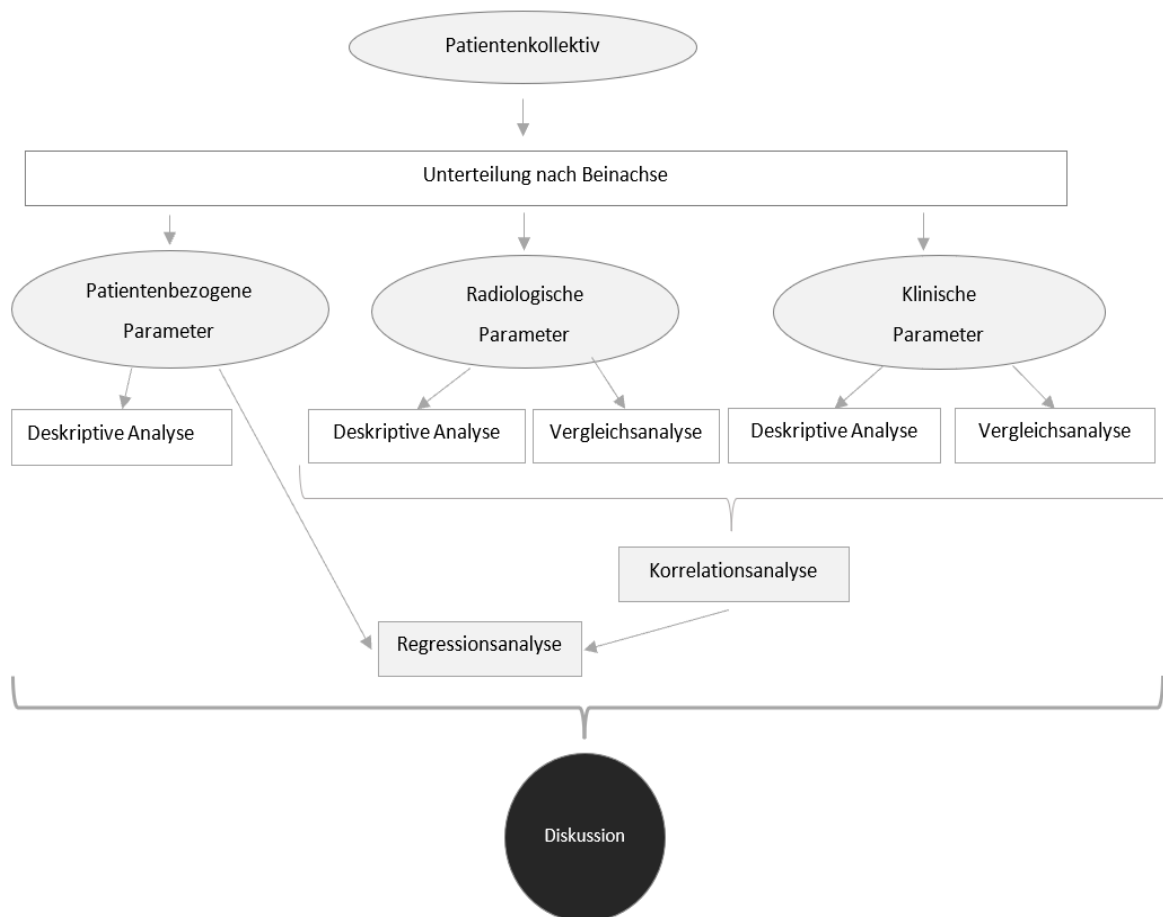 Patientenkollektiv
Unterteilung nach Beinachse
Patientenbezogene
Parameter
Radiologische
Parameter
Klinische
Parameter
Deskriptive Analyse
Deskriptive Analyse
Vergleichsanalyse
Deskriptive Analyse
Vergleichsanalyse
Korrelationsanalyse
Regressionsanalyse
Diskussion